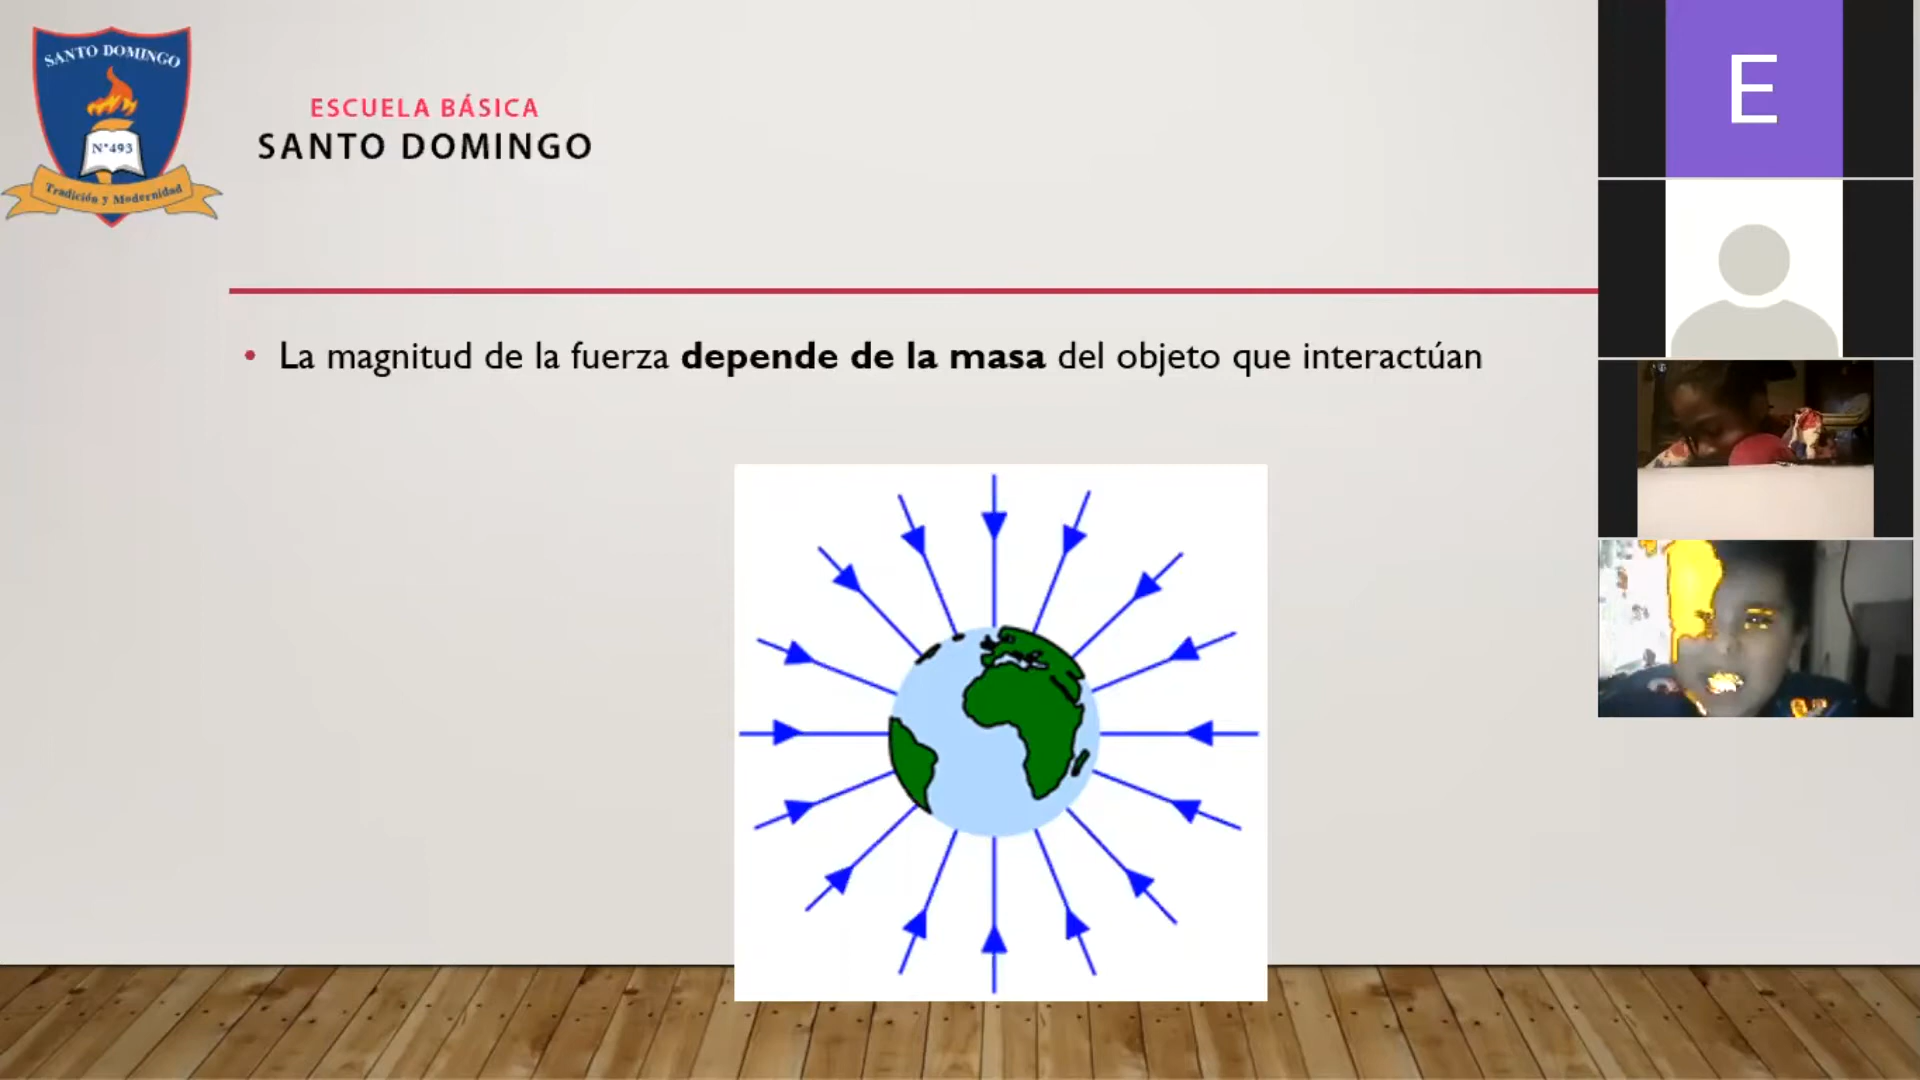 SANTO DOMINGO
N°493
Tradición y Modernidad
ESCUELA BÁSICA
SANTO DOMINGO
• La magnitud de la fuerza depende de la masa del objeto que interactúan
E